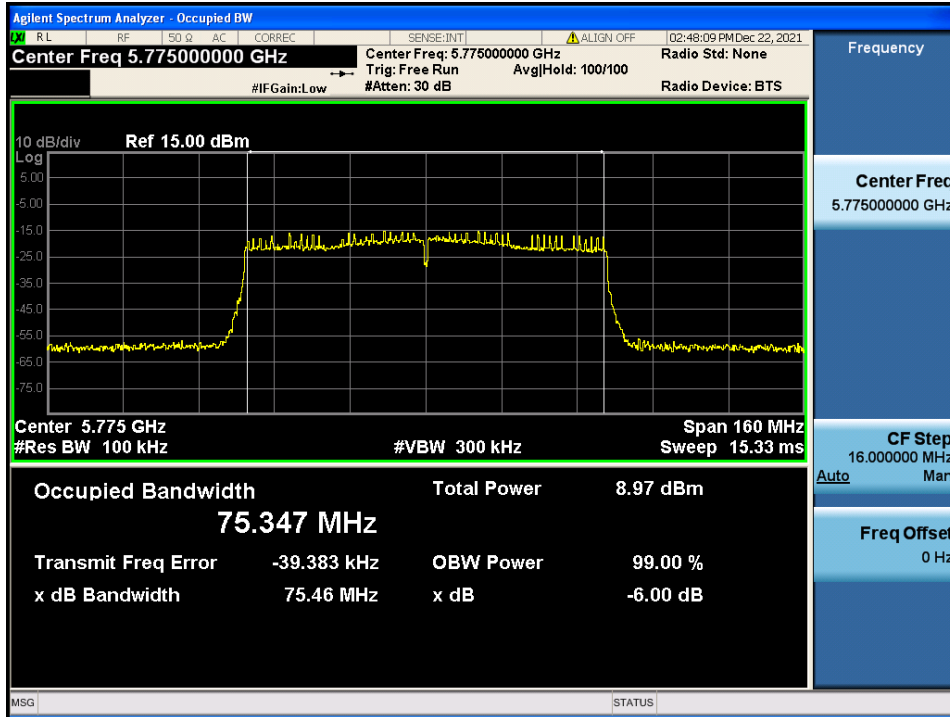 Agilent Spectrum Analyzer - Occupied BW
LXI RL RF 50 Ω AC CORREC SENSE:INT ALIGN OFF 02:48:09 PM Dec 22, 2021
Center Freq 5.775000000 GHz
Center Freq: 5.775000000 GHz
Radio Std: None
Trig: Free Run Avg|Hold: 100/100
#IFGain:Low
#Atten: 30 dB
Radio Device: BTS
Frequency
10 dB/div Ref 15.00 dBm
Log
5.00
-5.00
-15.0
-25.0
-35.0
-45.0
-55.0
-65.0
-75.0
Center 5.775 GHz Span 160 MHz
#Res BW 100 kHz #VBW 300 kHz Sweep 15.33 ms
Occupied Bandwidth Total Power 8.97 dBm
75.347 MHz
Transmit Freq Error -39.383 kHz OBW Power 99.00 %
x dB Bandwidth 75.46 MHz x dB -6.00 dB
Center Freq
5.775000000 GHz
CF Step
16.000000 MHz
Auto Man
Freq Offset
0 Hz
MSG STATUS